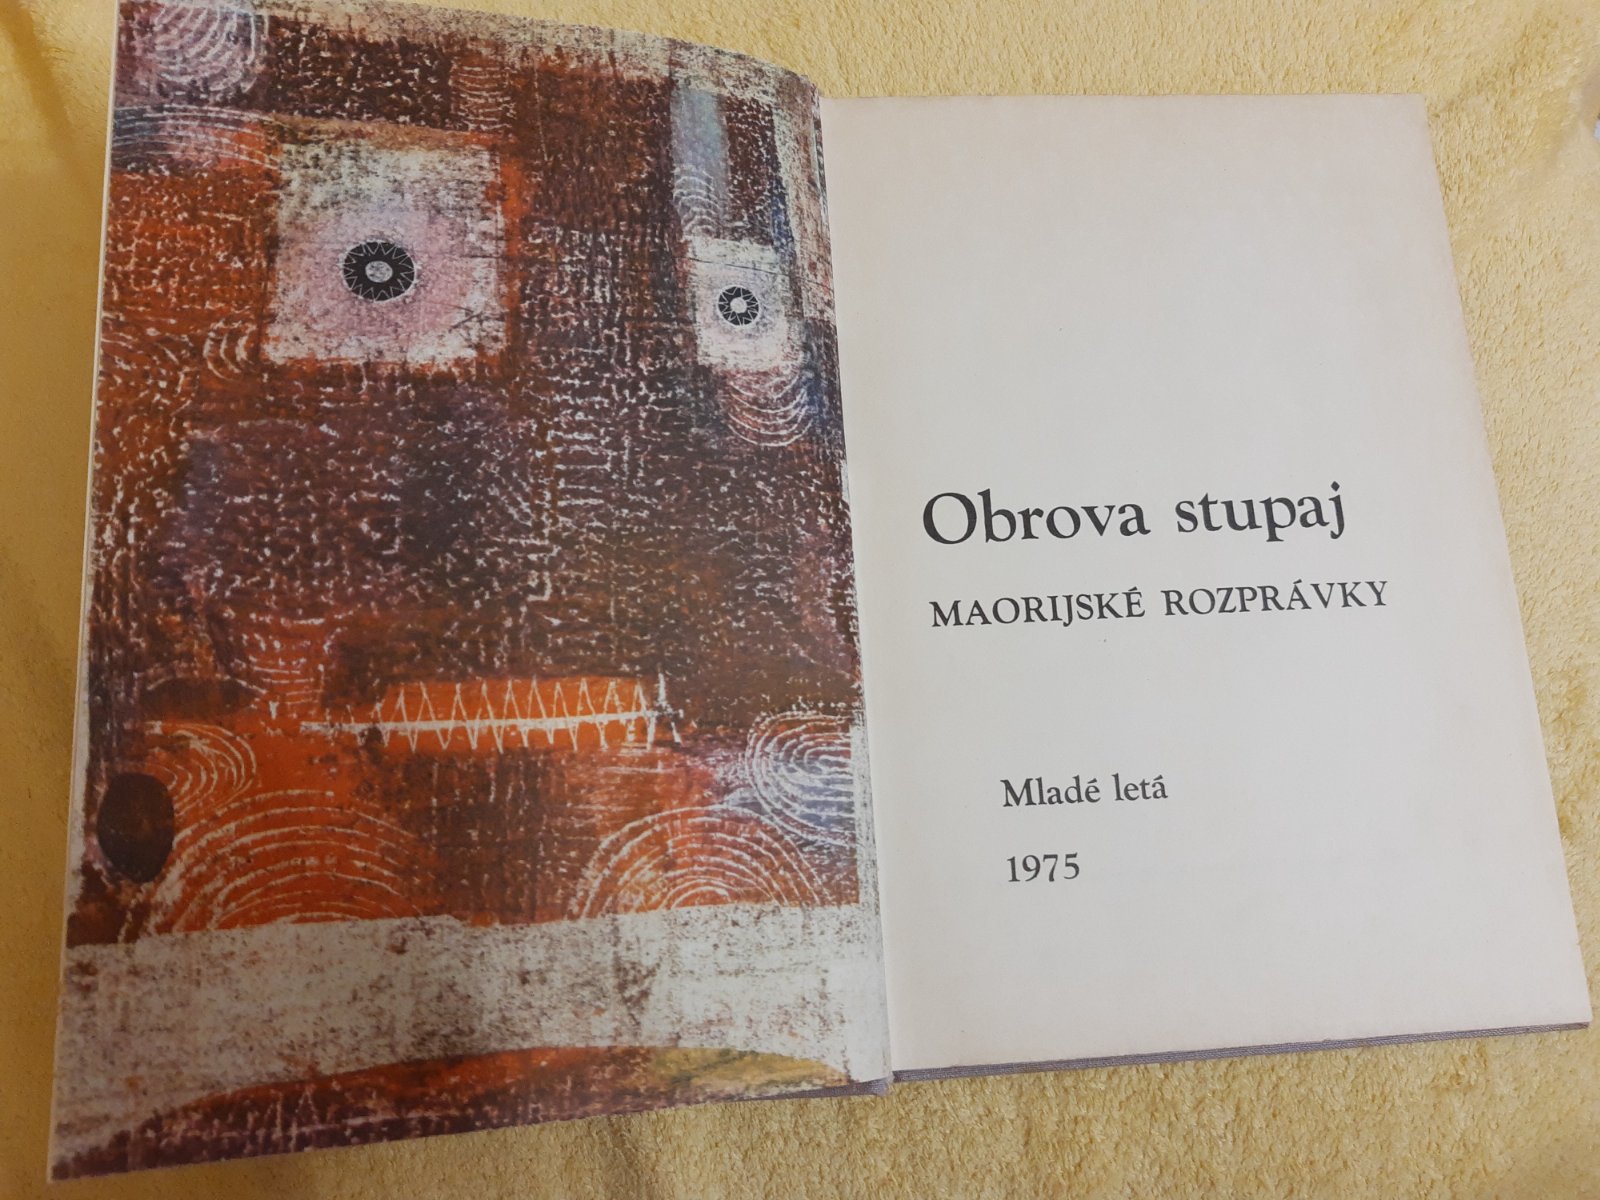 Obrova stupaj
MAORIJSKÉ ROZPRÁVKY
Mladé letá
1975